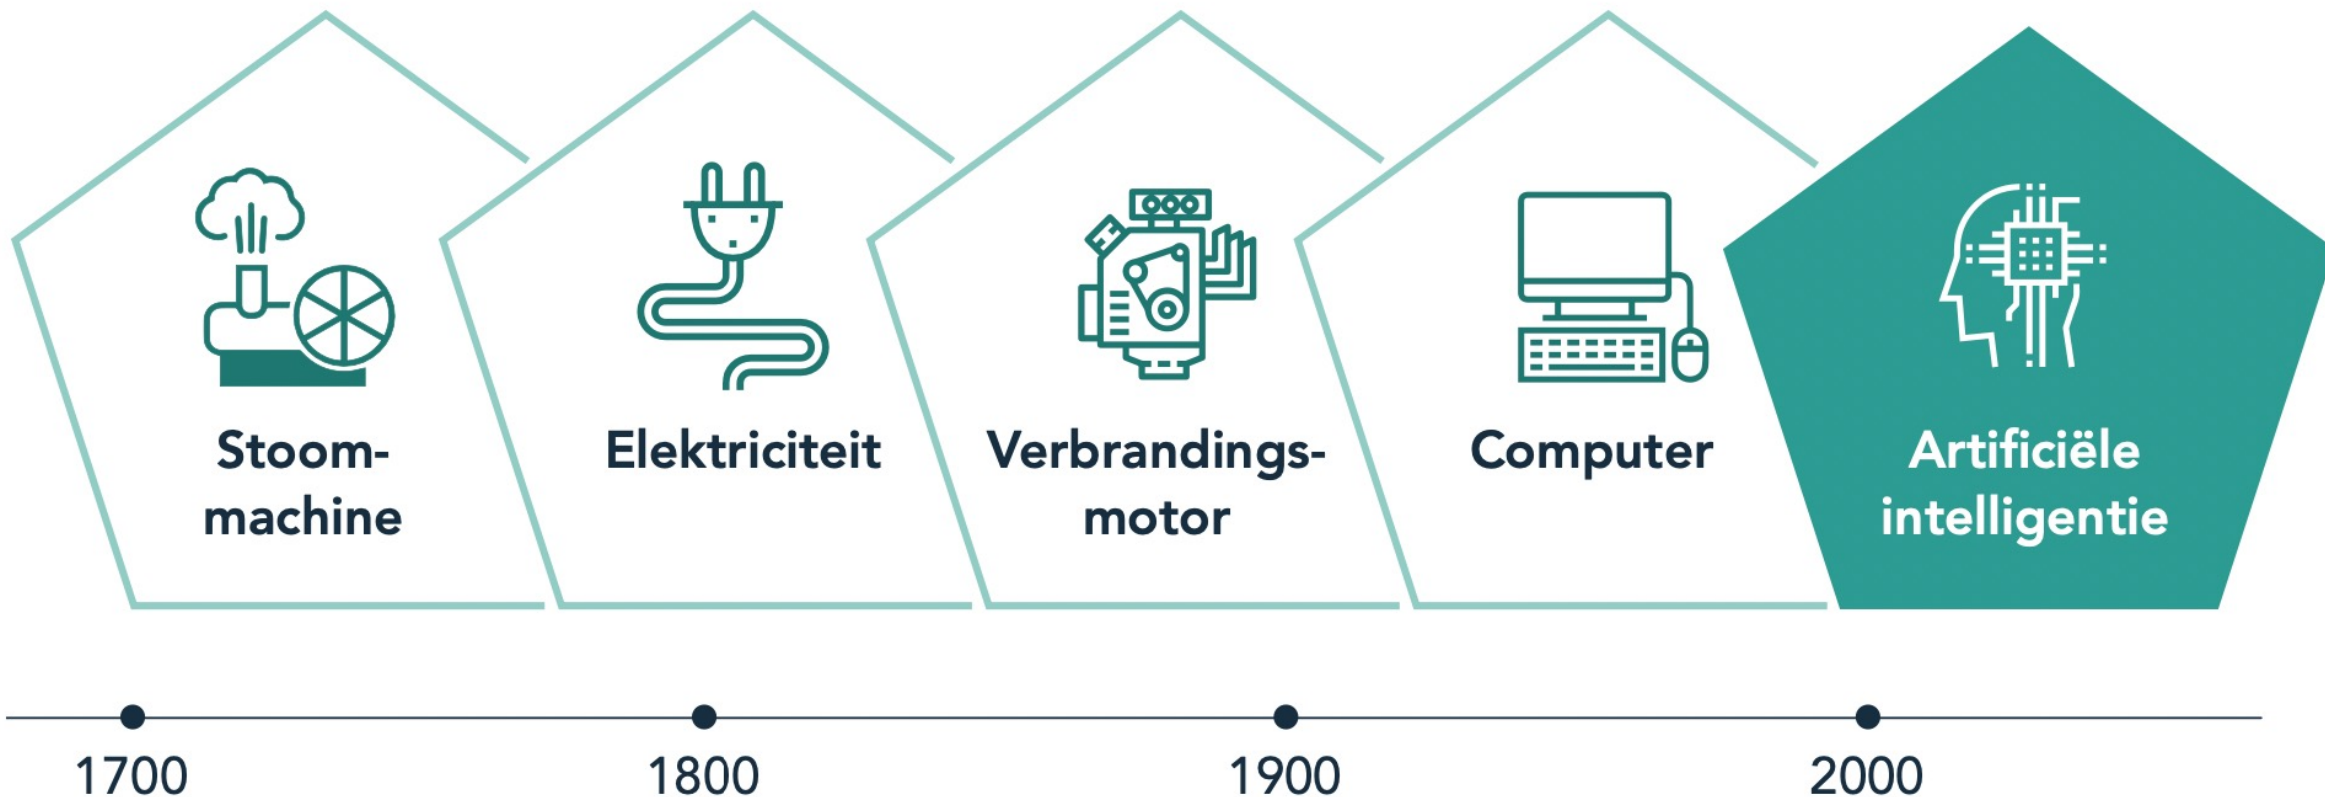 Stoom-
machine
Elektriciteit
Verbrandings-
motor
Computer
Artificiële
intelligentie
1700
1800
1900
2000